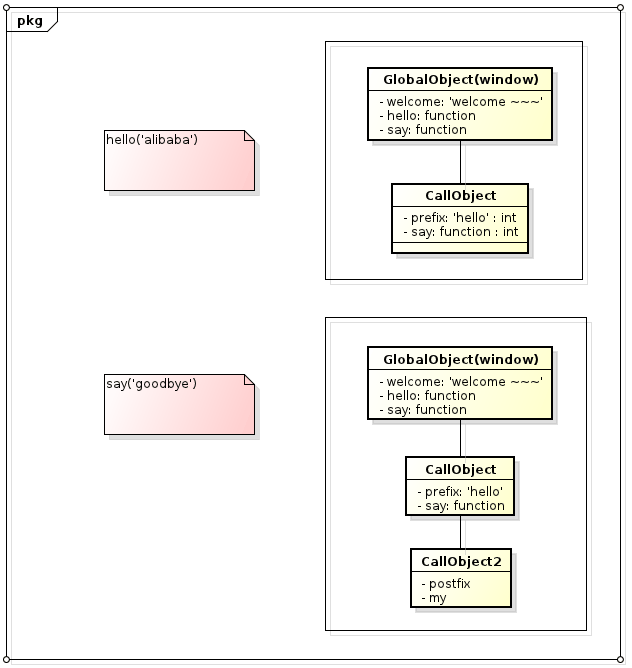 pkg
GlobalObject(window)
- welcome: 'welcome ~~~'
- hello: function
- say: function
hello('alibaba')
CallObject
- prefix: 'hello' : int
- say: function : int
GlobalObject(window)
- welcome: 'welcome ~~~'
- hello: function
- say: function
say('goodbye')
CallObject
- prefix: 'hello'
- say: function
CallObject2
- postfix
- my